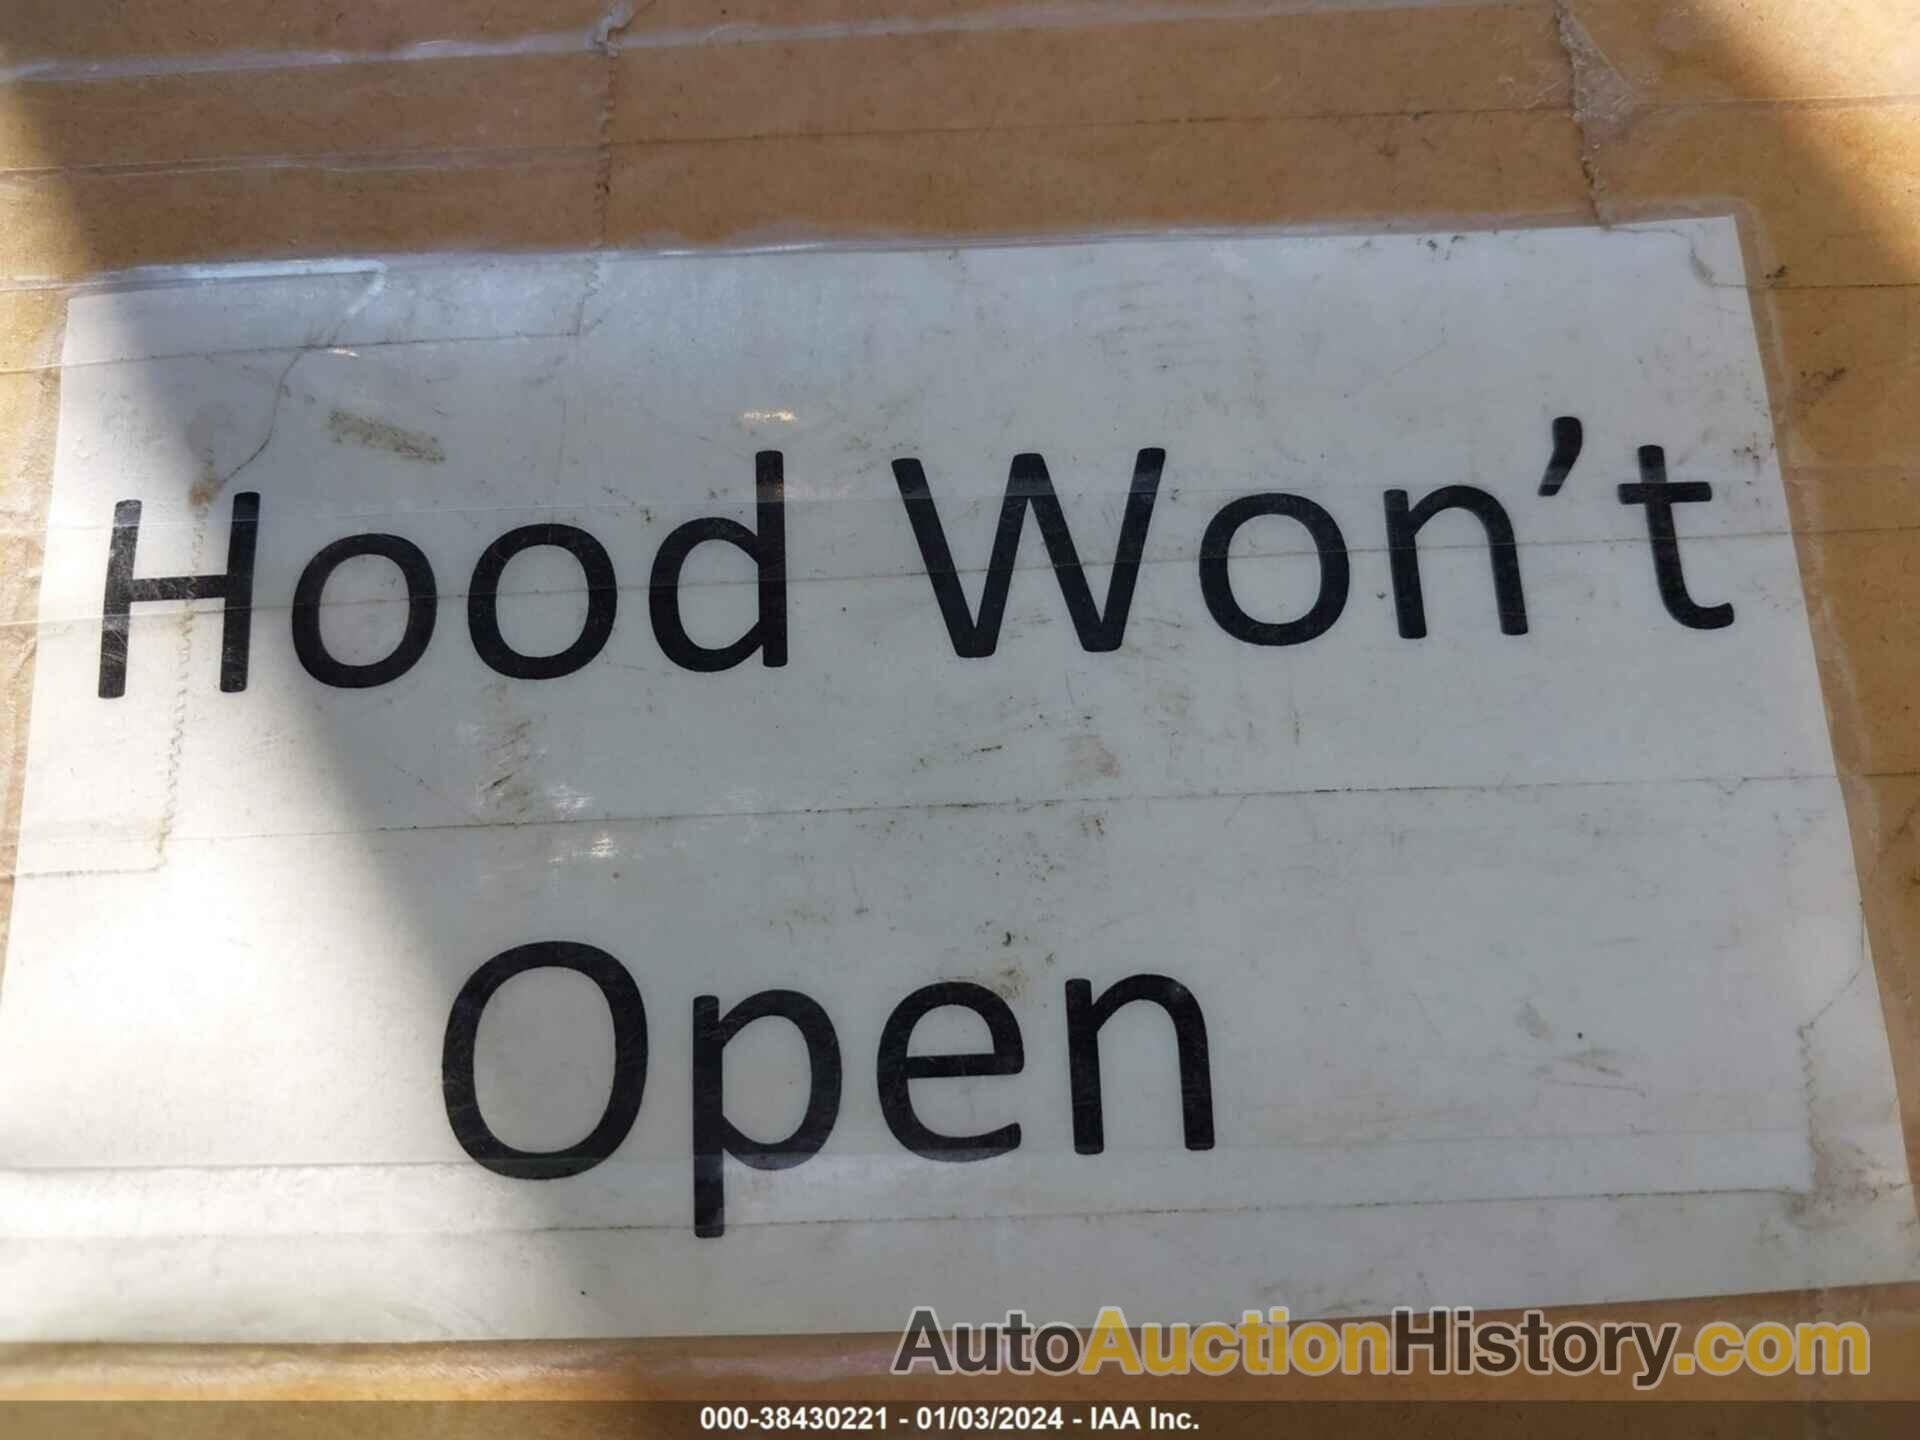 Hood Won’t
Open
AutoAuctionHistory.com
000-38430221 - 01/03/2024 - IAA Inc.